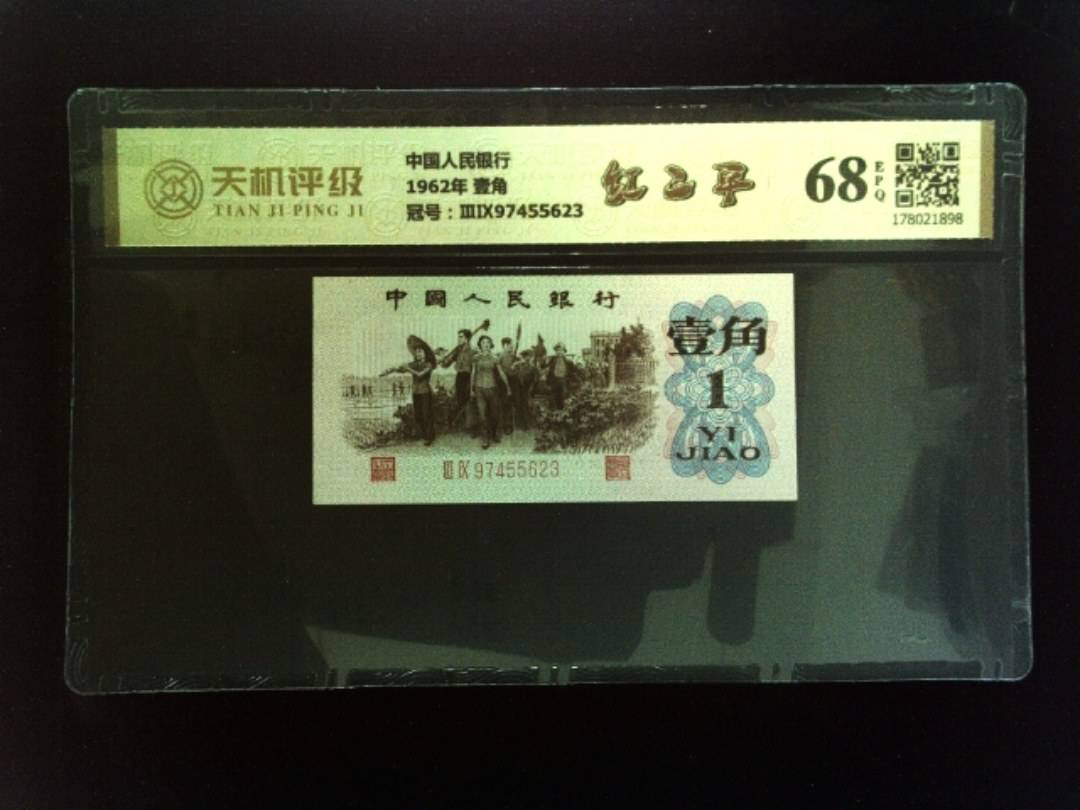 天机评级
TIAN JI PING JI
中国人民银行
1962年 壹角
冠号：ⅢⅨ97455623
红二平
68
EPQ
178021898
中國人民銀行
壹角
1
YI
JIAO
ⅢⅨ97455623